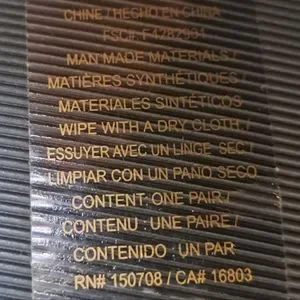 CHINE / HECHO EN CHINA
MAN MADE MATERIALS /
MATIÈRES SYNTHÉTIQUES /
MATERIALES SINTÉTICOS
WIPE WITH A DRY CLOTH /
ESSUYER AVEC UN LINGE SEC /
LIMPIAR CON UN PANO SECO
CONTENT: ONE PAIR /
CONTENU : UNE PAIRE /
CONTENIDO : UN PAR
RN# 150708 / CA# 16803